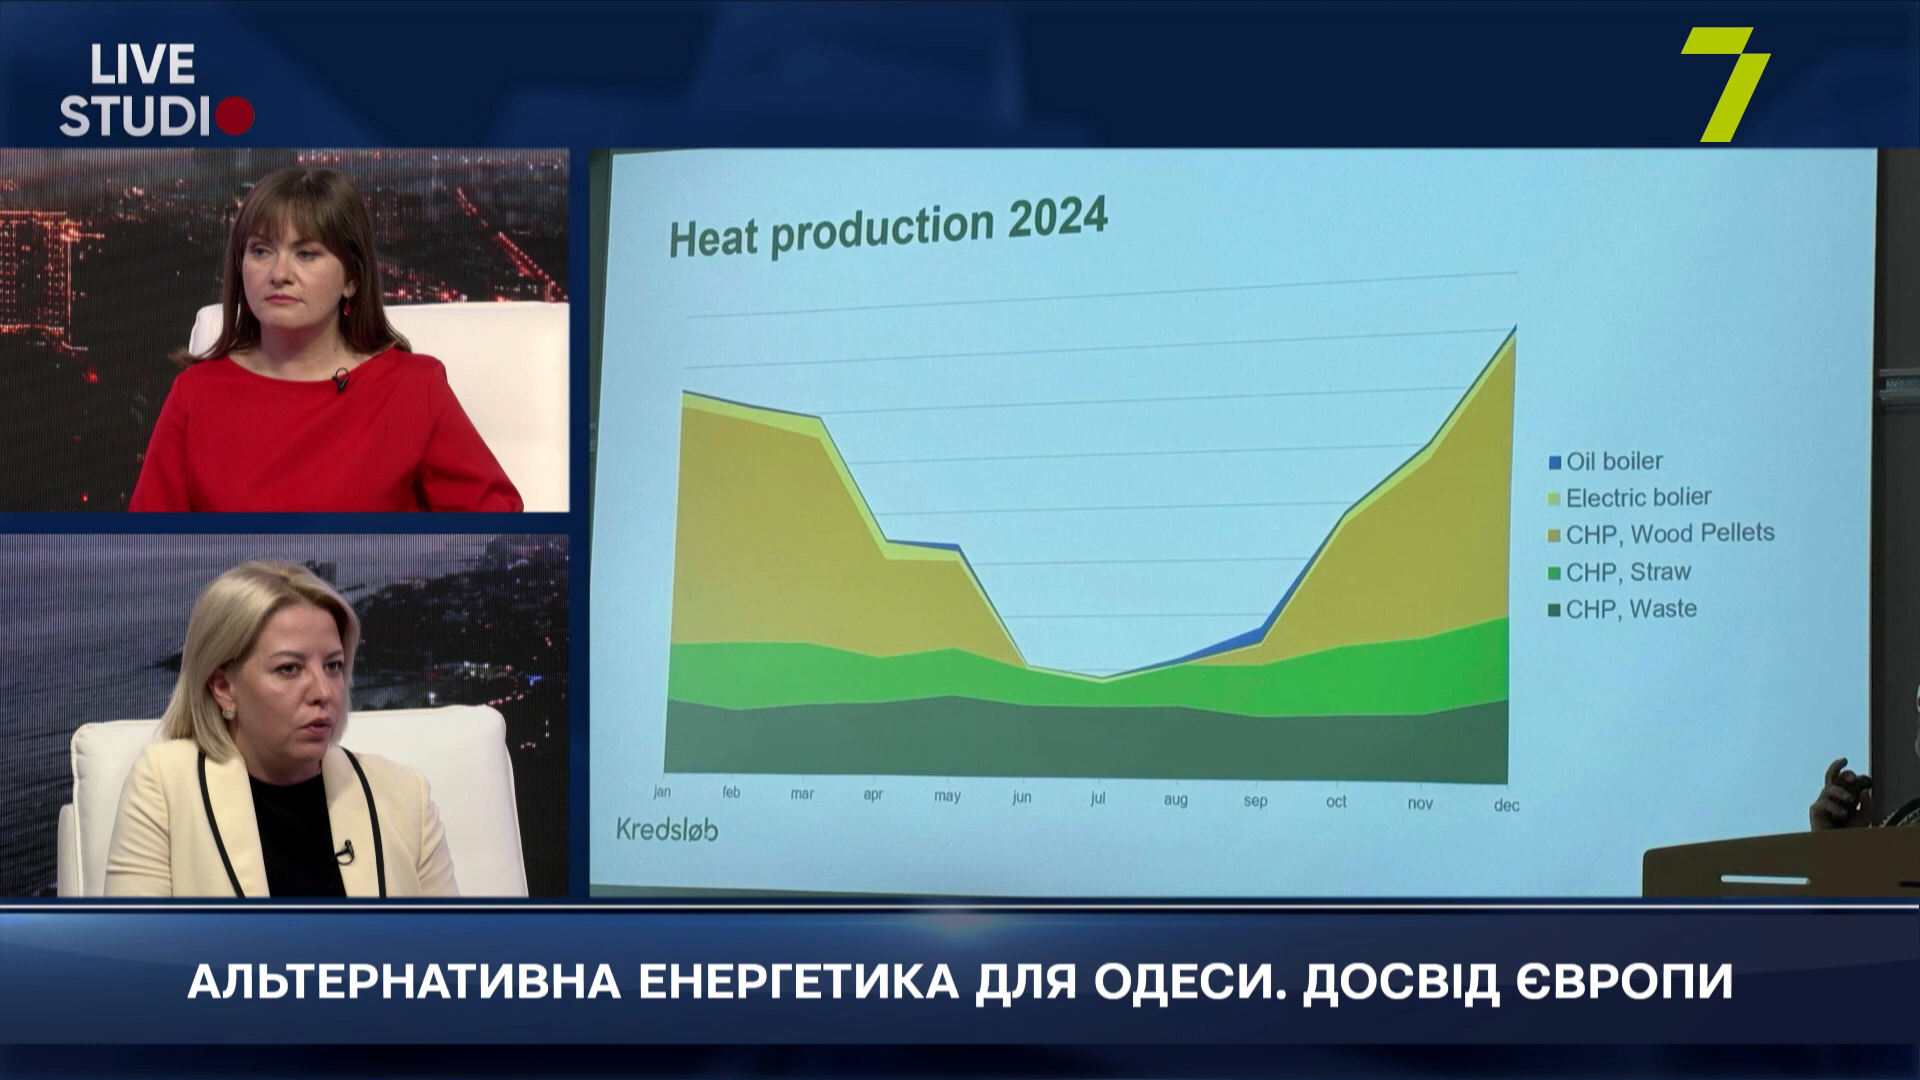 LIVE
STUDIO
7
Heat production 2024
Oil boiler
Electric bolier
CHP, Wood Pellets
CHP, Straw
CHP, Waste
jan feb mar apr may jun jul aug sep oct nov dec
Kredsløb
АЛЬТЕРНАТИВНА ЕНЕРГЕТИКА ДЛЯ ОДЕСИ. ДОСВІД ЄВРОПИ